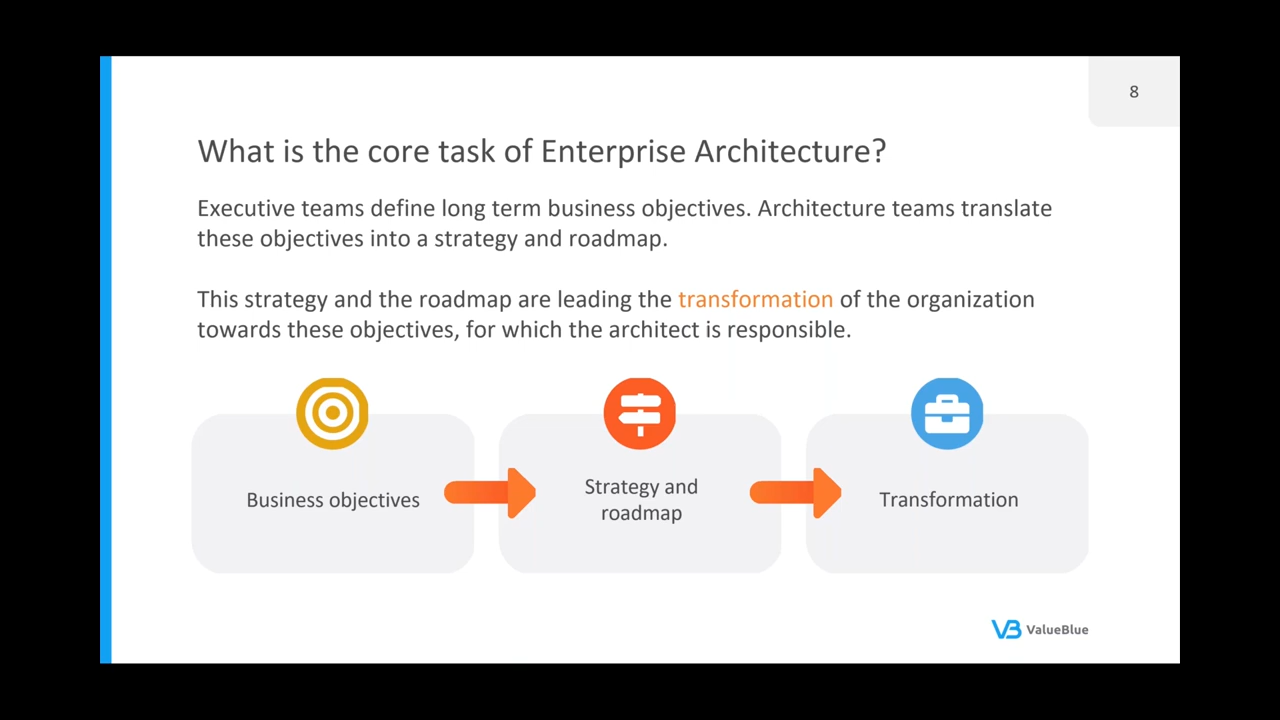 8
What is the core task of Enterprise Architecture?
Executive teams define long term business objectives. Architecture teams translate
these objectives into a strategy and roadmap.
This strategy and the roadmap are leading the transformation of the organization
towards these objectives, for which the architect is responsible.
Business objectives
Strategy and
roadmap
Transformation
VB ValueBlue